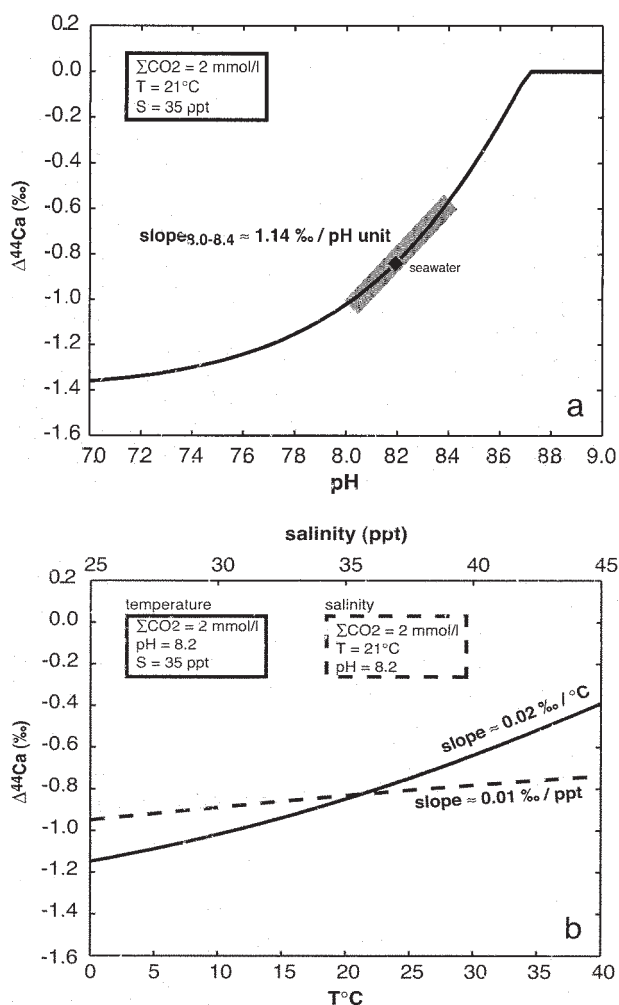 0.2
0.0
-0.2
-0.4
-0.6
-0.8
-1.0
-1.2
-1.4
-1.6
Δ⁴⁴Ca (‰)
ΣCO2 = 2 mmol/l
T = 21°C
S = 35 ppt
slope8.0-8.4 ≈ 1.14 ‰ / pH unit
seawater
a
7.0 7.2 7.4 7.6 7.8 8.0 8.2 8.4 8.6 8.8 9.0
pH
salinity (ppt)
25 30 35 40 45
0.2
0.0
-0.2
-0.4
-0.6
-0.8
-1.0
-1.2
-1.4
-1.6
Δ⁴⁴Ca (‰)
temperature
ΣCO2 = 2 mmol/l
pH = 8.2
S = 35 ppt
salinity
ΣCO2 = 2 mmol/l
T = 21°C
pH = 8.2
slope ≈ 0.02 ‰ / °C
slope ≈ 0.01 ‰ / ppt
b
0 5 10 15 20 25 30 35 40
T°C